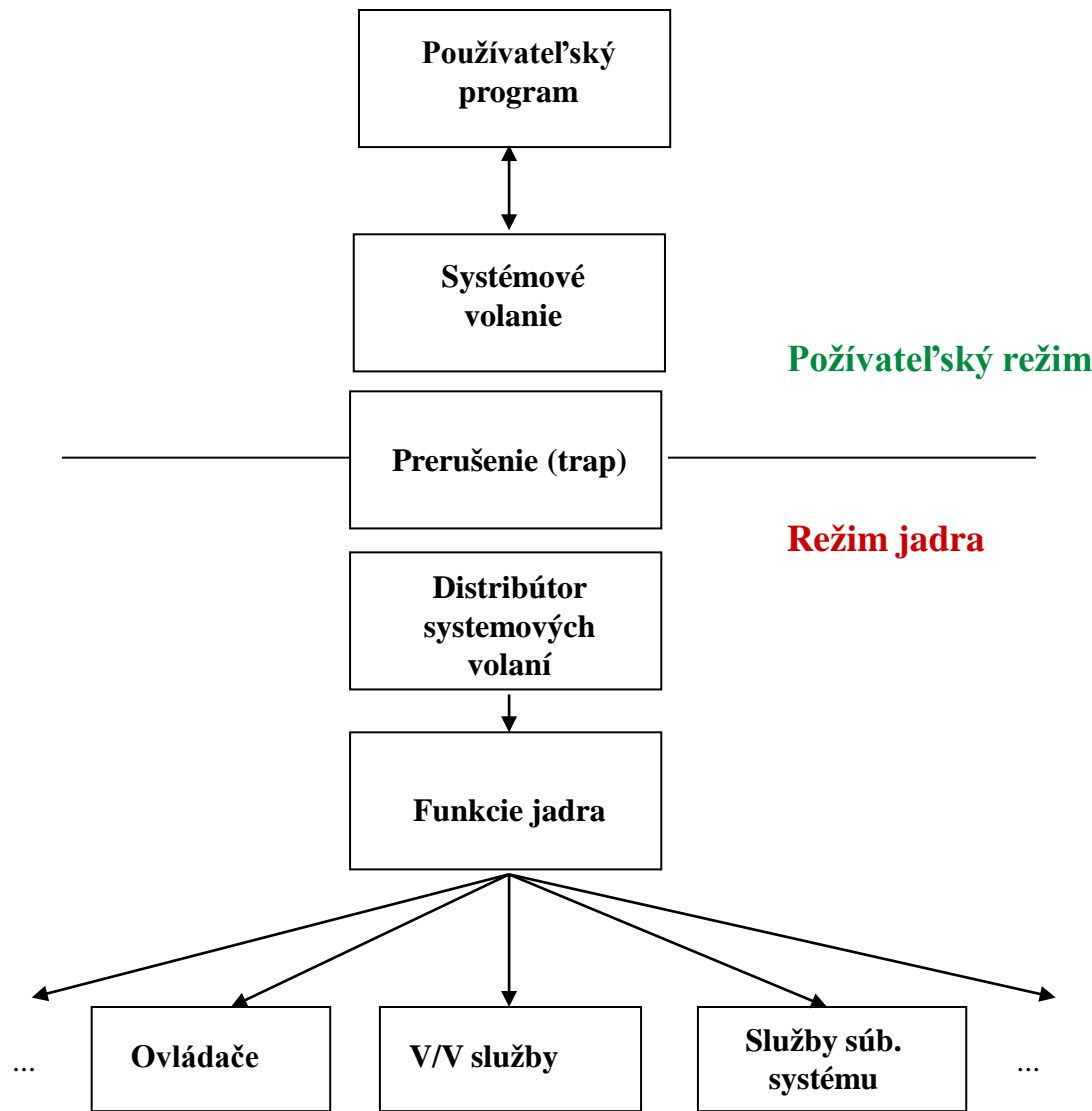 Používateľský
program
Systémové
volanie
Požívateľský režim
Prerušenie (trap)
Režim jadra
Distribútor
systemových
volaní
Funkcie jadra
...
Ovládače
V/V služby
Služby súb.
systému
...